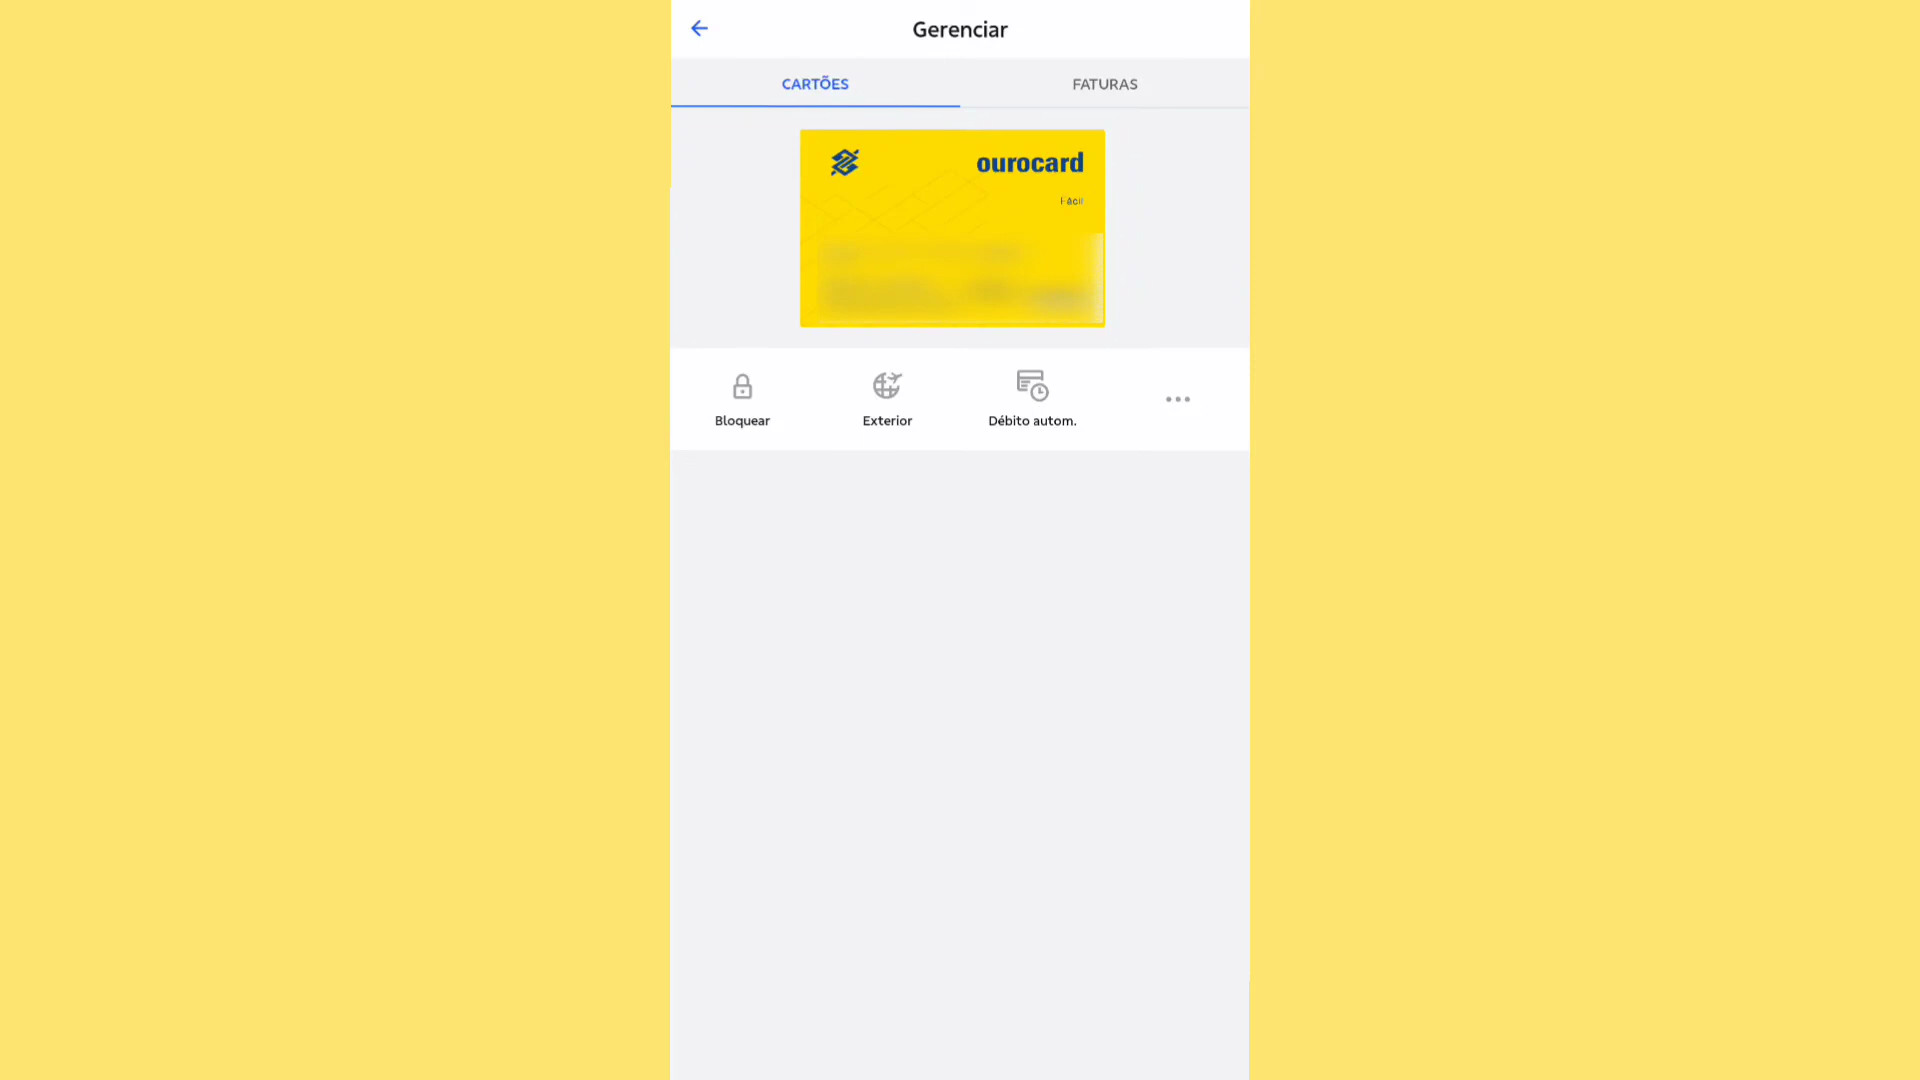 Gerenciar
CARTÕES
FATURAS
ourocard
Fácil
Bloquear
Exterior
Débito autom.